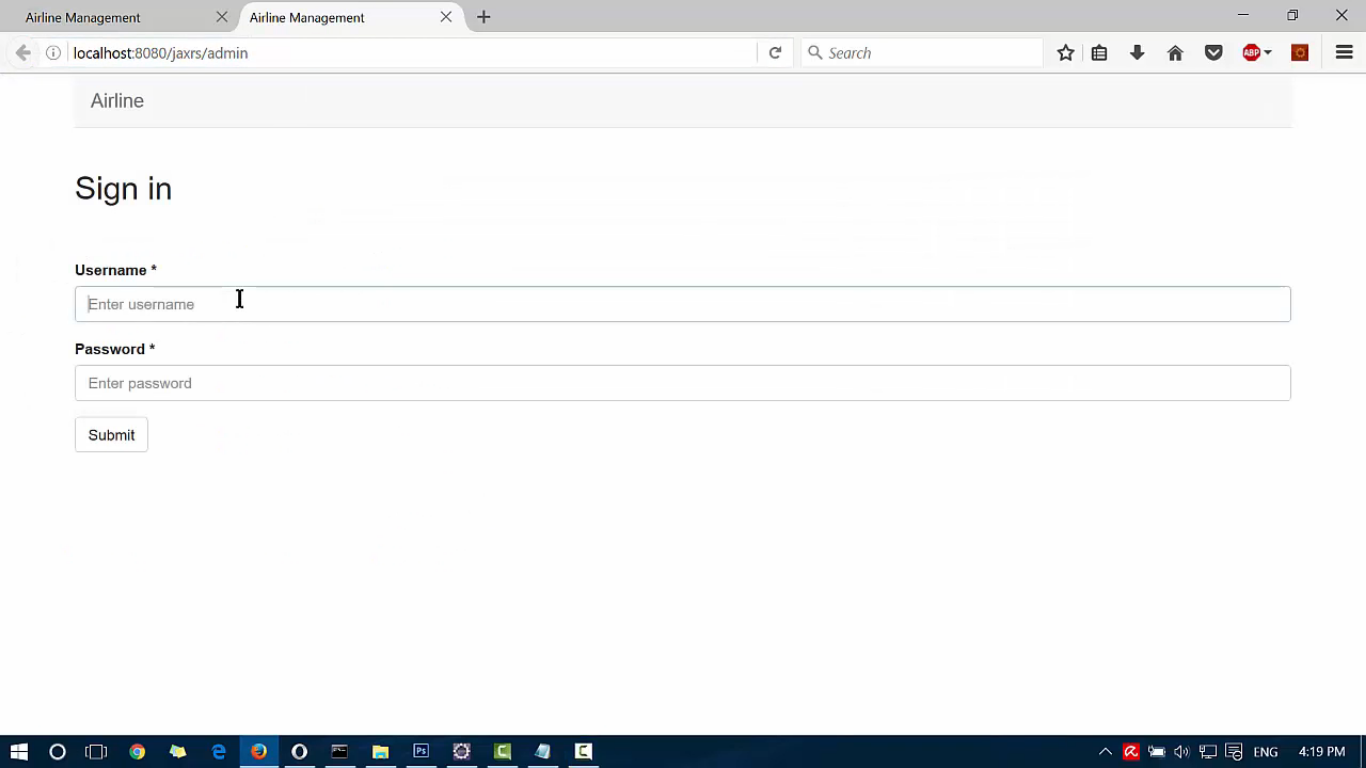 Airline Management
Airline Management
localhost:8080/jaxrs/admin
Search
ABP
Airline
Sign in
Username *
Enter username
Password *
Enter password
Submit
Ps
ENG
4:19 PM